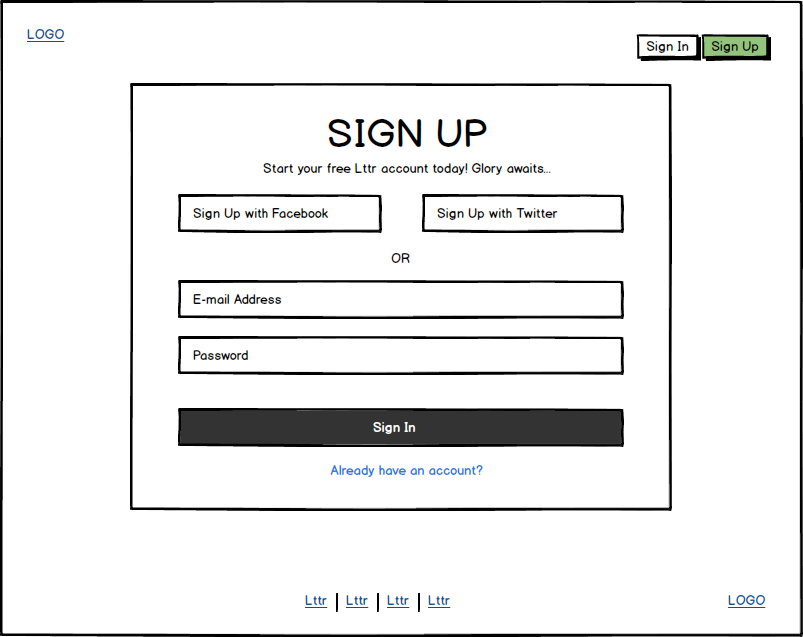 LOGO
Sign In
Sign Up
SIGN UP
Start your free Lttr account today! Glory awaits...
Sign Up with Facebook
Sign Up with Twitter
OR
E-mail Address
Password
Sign In
Already have an account?
Lttr | Lttr | Lttr | Lttr
LOGO